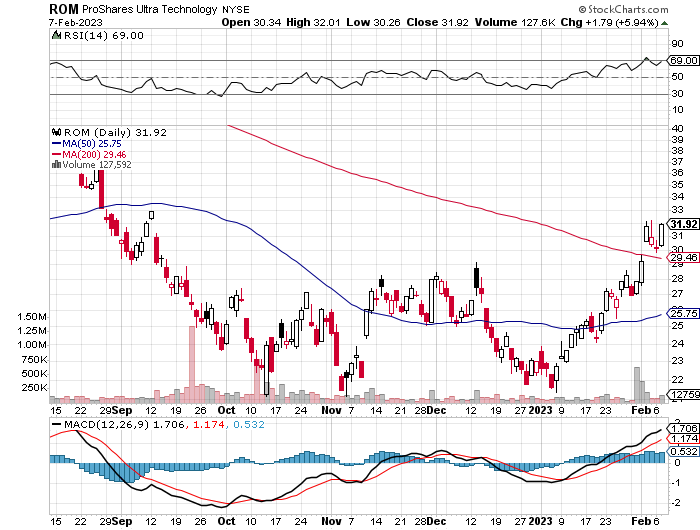 ROM ProShares Ultra Technology NYSE © StockCharts.com
7-Feb-2023 Open 30.34 High 32.01 Low 30.26 Close 31.92 Volume 127.6K Chg +1.79 (+5.94%)
RSI(14) 69.00
90
69.00
50
30
10
ROM (Daily) 31.92
MA(50) 25.75
MA(200) 29.46
Volume 127,592
40
39
38
37
36
35
34
33
31.92
31
30
29.46
28
27
26
25.75
24
23
22
12759
1.50M
1.25M
1.00M
750K
500K
250K
15 22 Sep 12 19 26 Oct 10 17 24 Nov 7 14 21 28 Dec 12 19 27 2023 9 17 23 Feb 6
MACD(12,26,9) 1.706, 1.174, 0.532
1.706
1.174
0.532
0
-1
-2
15 22 Sep 12 19 26 Oct 10 17 24 Nov 7 14 21 28 Dec 12 19 27 2023 9 17 23 Feb 6